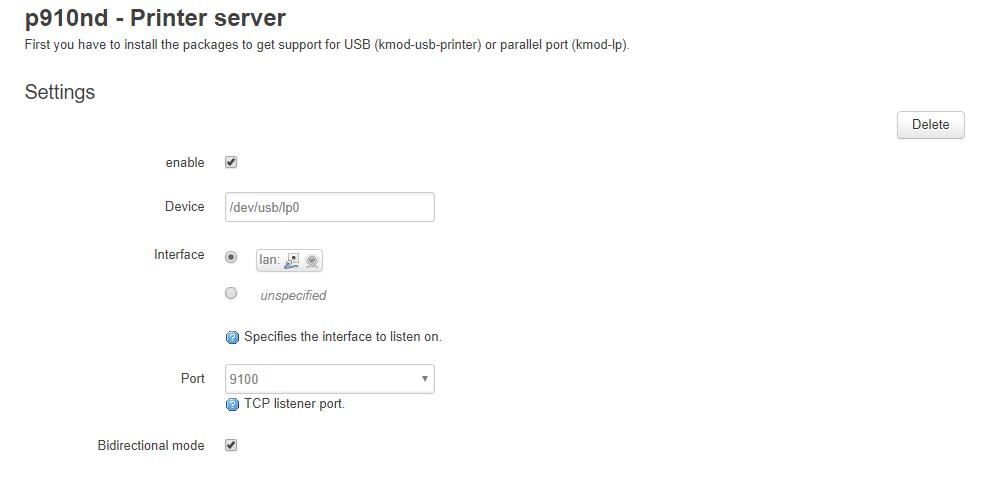 p910nd - Printer server
First you have to install the packages to get support for USB (kmod-usb-printer) or parallel port (kmod-lp).
Settings
Delete
enable
Device /dev/usb/lp0
Interface lan:
unspecified
Specifies the interface to listen on.
Port 9100
TCP listener port.
Bidirectional mode